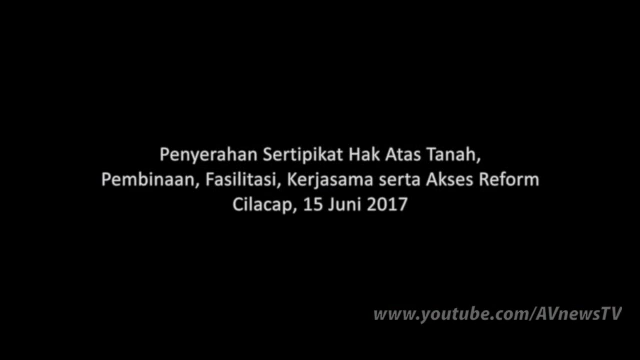 Penyerahan Sertipikat Hak Atas Tanah,
Pembinaan, Fasilitasi, Kerjasama serta Akses Reform
Cilacap, 15 Juni 2017
www.youtube.com/AVnewsTV